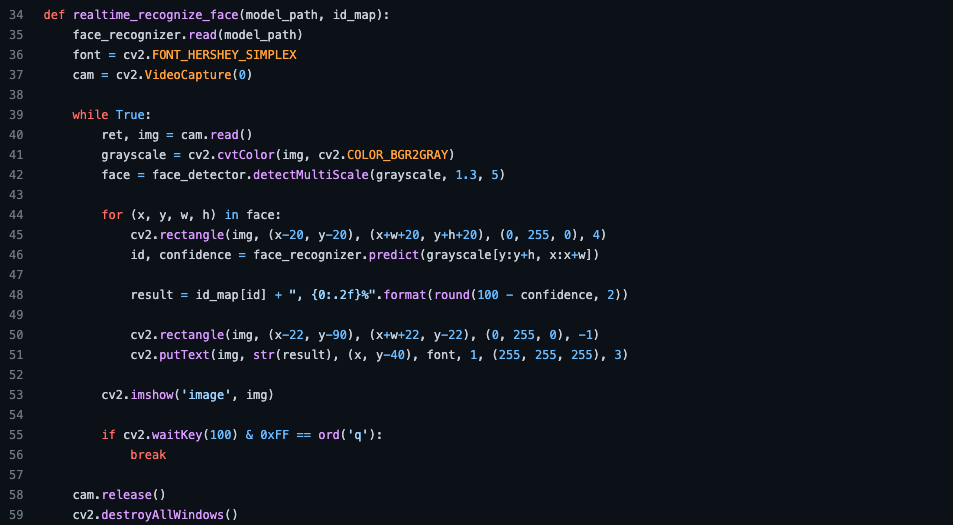 34 def realtime_recognize_face(model_path, id_map):
35     face_recognizer.read(model_path)
36     font = cv2.FONT_HERSHEY_SIMPLEX
37     cam = cv2.VideoCapture(0)
38
39     while True:
40         ret, img = cam.read()
41         grayscale = cv2.cvtColor(img, cv2.COLOR_BGR2GRAY)
42         face = face_detector.detectMultiScale(grayscale, 1.3, 5)
43
44         for (x, y, w, h) in face:
45             cv2.rectangle(img, (x-20, y-20), (x+w+20, y+h+20), (0, 255, 0), 4)
46             id, confidence = face_recognizer.predict(grayscale[y:y+h, x:x+w])
47
48             result = id_map[id] + ", {0:.2f}%".format(round(100 - confidence, 2))
49
50             cv2.rectangle(img, (x-22, y-90), (x+w+22, y-22), (0, 255, 0), -1)
51             cv2.putText(img, str(result), (x, y-40), font, 1, (255, 255, 255), 3)
52
53         cv2.imshow('image', img)
54
55         if cv2.waitKey(100) & 0xFF == ord('q'):
56             break
57
58     cam.release()
59     cv2.destroyAllWindows()